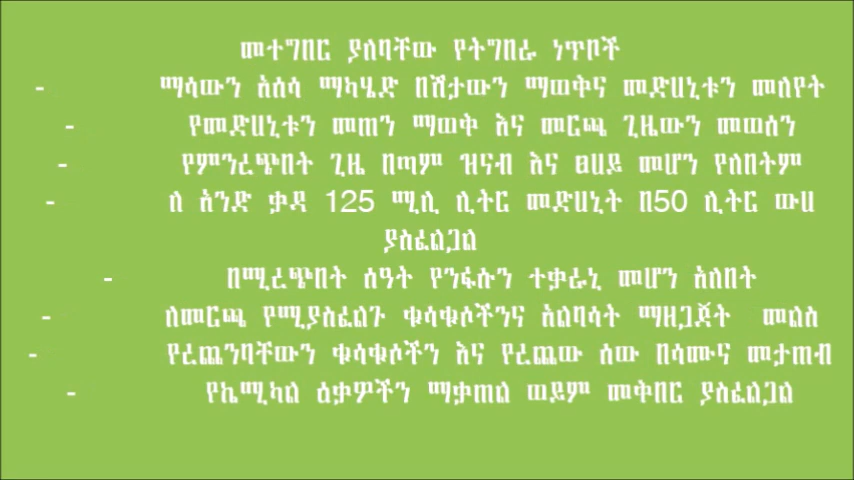 መተግበር ያለባቸው የትግበራ ነጥቦች
- ማሳውን አሰሳ ማካሄድ በሽታውን ማወቅና መድሀኒቱን መለየት
- የመድሀኒቱን መጠን ማወቅ እና መርጫ ጊዜውን መወሰን
- የምንረጭበት ጊዜ በጣም ዝናብ እና ፀሀይ መሆን የለበትም
- ለ አንድ ቃዳ 125 ሚሊ ሊትር መድሀኒት በ50 ሊትር ውሀ
ያስፈልጋል
- በሚረጭበት ሰዓት የንፋሱን ተቃራኒ መሆን አለበት
- ለመርጫ የሚያስፈልጉ ቁሳቁሶችንና አልባሳት ማዘጋጀት መልስ
- የረጨንባቸውን ቁሳቁሶችን እና የረጨው ሰው በሳሙና መታጠብ
- የኬሚካል ዕቃዎችን ማቃጠል ወይም መቅበር ያስፈልጋል